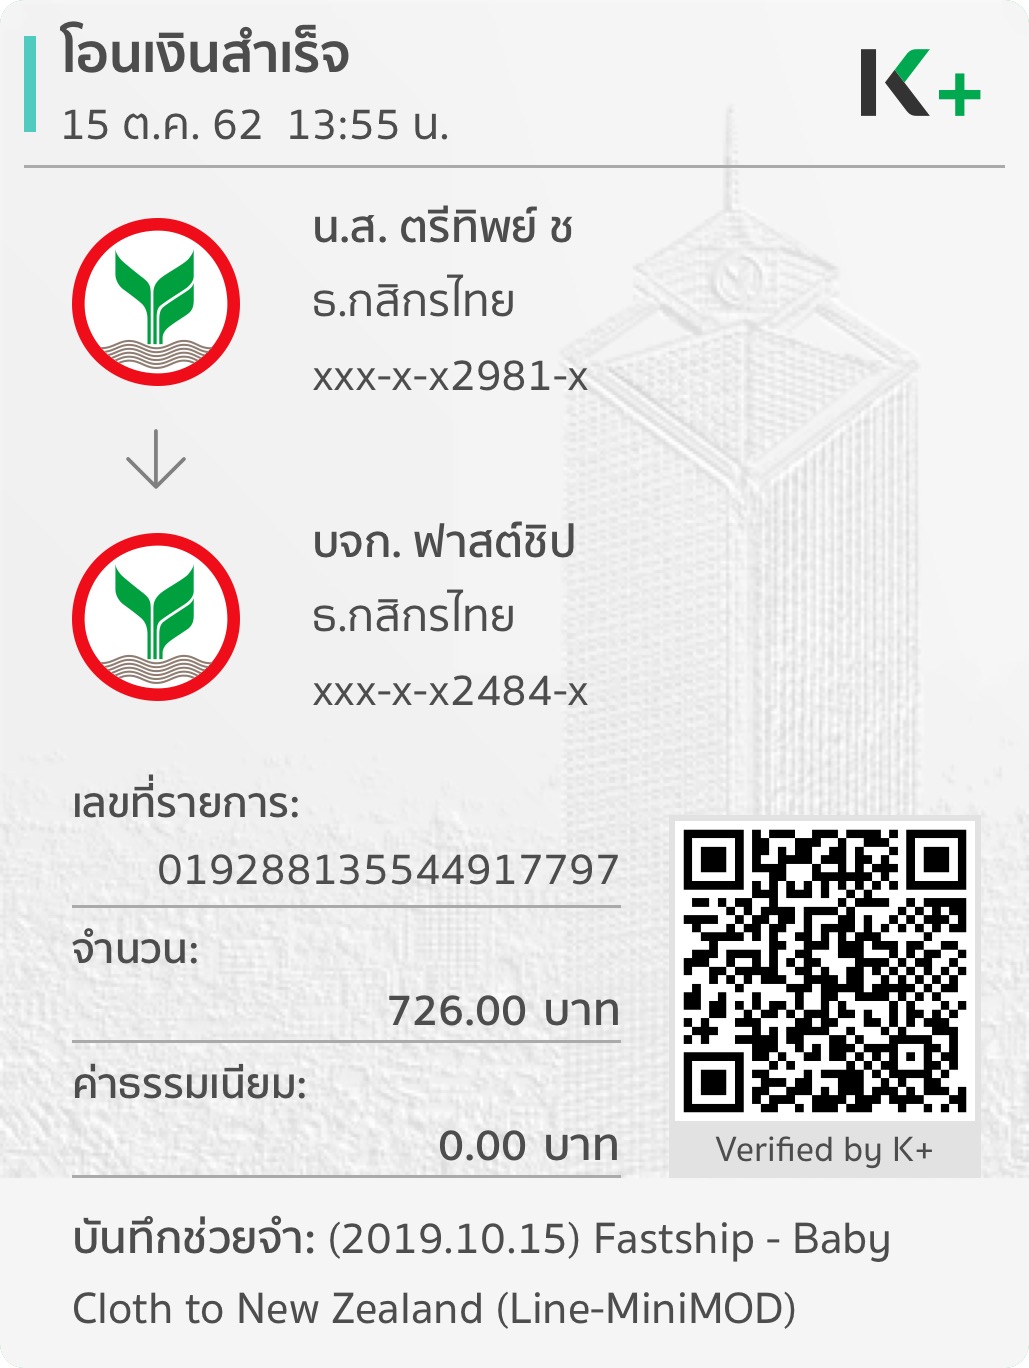 โอนเงินสำเร็จ
15 ต.ค. 62 13:55 น.
K+
น.ส. ตรีทิพย์ ช
ธ.กสิกรไทย
xxx-x-x2981-x
บจก. ฟาสต์ชิป
ธ.กสิกรไทย
xxx-x-x2484-x
เลขที่รายการ:
019288135544917797
จำนวน:
726.00 บาท
ค่าธรรมเนียม:
0.00 บาท
Verified by K+
บันทึกช่วยจำ: (2019.10.15) Fastship - Baby
Cloth to New Zealand (Line-MiniMOD)